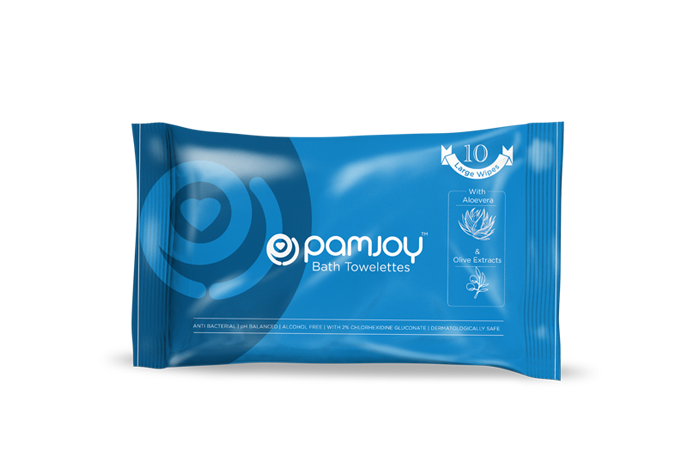 10
Large Wipes
With
Aloevera
&
Olive Extracts
pamjoy™
Bath Towelettes
ANTI BACTERIAL | pH BALANCED | ALCOHOL FREE | WITH 2% CHLORHEXIDINE GLUCONATE | DERMATOLOGICALLY SAFE